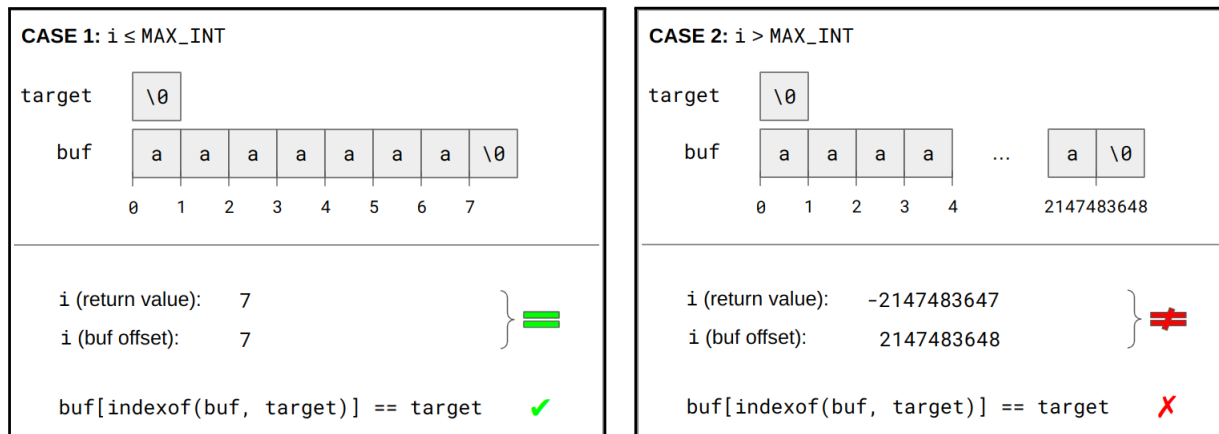 CASE 1: i ≤ MAX_INT
target \0
buf a a a a a a a \0
0 1 2 3 4 5 6 7
i (return value): 7
i (buf offset): 7
buf[indexof(buf, target)] == target ✔
CASE 2: i > MAX_INT
target \0
buf a a a a ... a \0
0 1 2 3 4 2147483648
i (return value): -2147483647
i (buf offset): 2147483648
buf[indexof(buf, target)] == target ✗